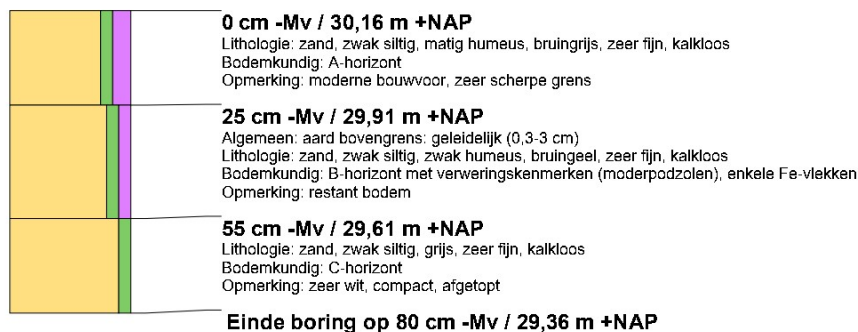 0 cm -Mv / 30,16 m +NAP
Lithologie: zand, zwak siltig, matig humeus, bruingrijs, zeer fijn, kalkloos
Bodemkundig: A-horizont
Opmerking: moderne bouwvoor, zeer scherpe grens
25 cm -Mv / 29,91 m +NAP
Algemeen: aard bovengrens: geleidelijk (0,3-3 cm)
Lithologie: zand, zwak siltig, zwak humeus, bruingeel, zeer fijn, kalkloos
Bodemkundig: B-horizont met verweringskenmerken (moderpodzolen), enkele Fe-vlekken
Opmerking: restant bodem
55 cm -Mv / 29,61 m +NAP
Lithologie: zand, zwak siltig, grijs, zeer fijn, kalkloos
Bodemkundig: C-horizont
Opmerking: zeer wit, compact, afgetopt
Einde boring op 80 cm -Mv / 29,36 m +NAP